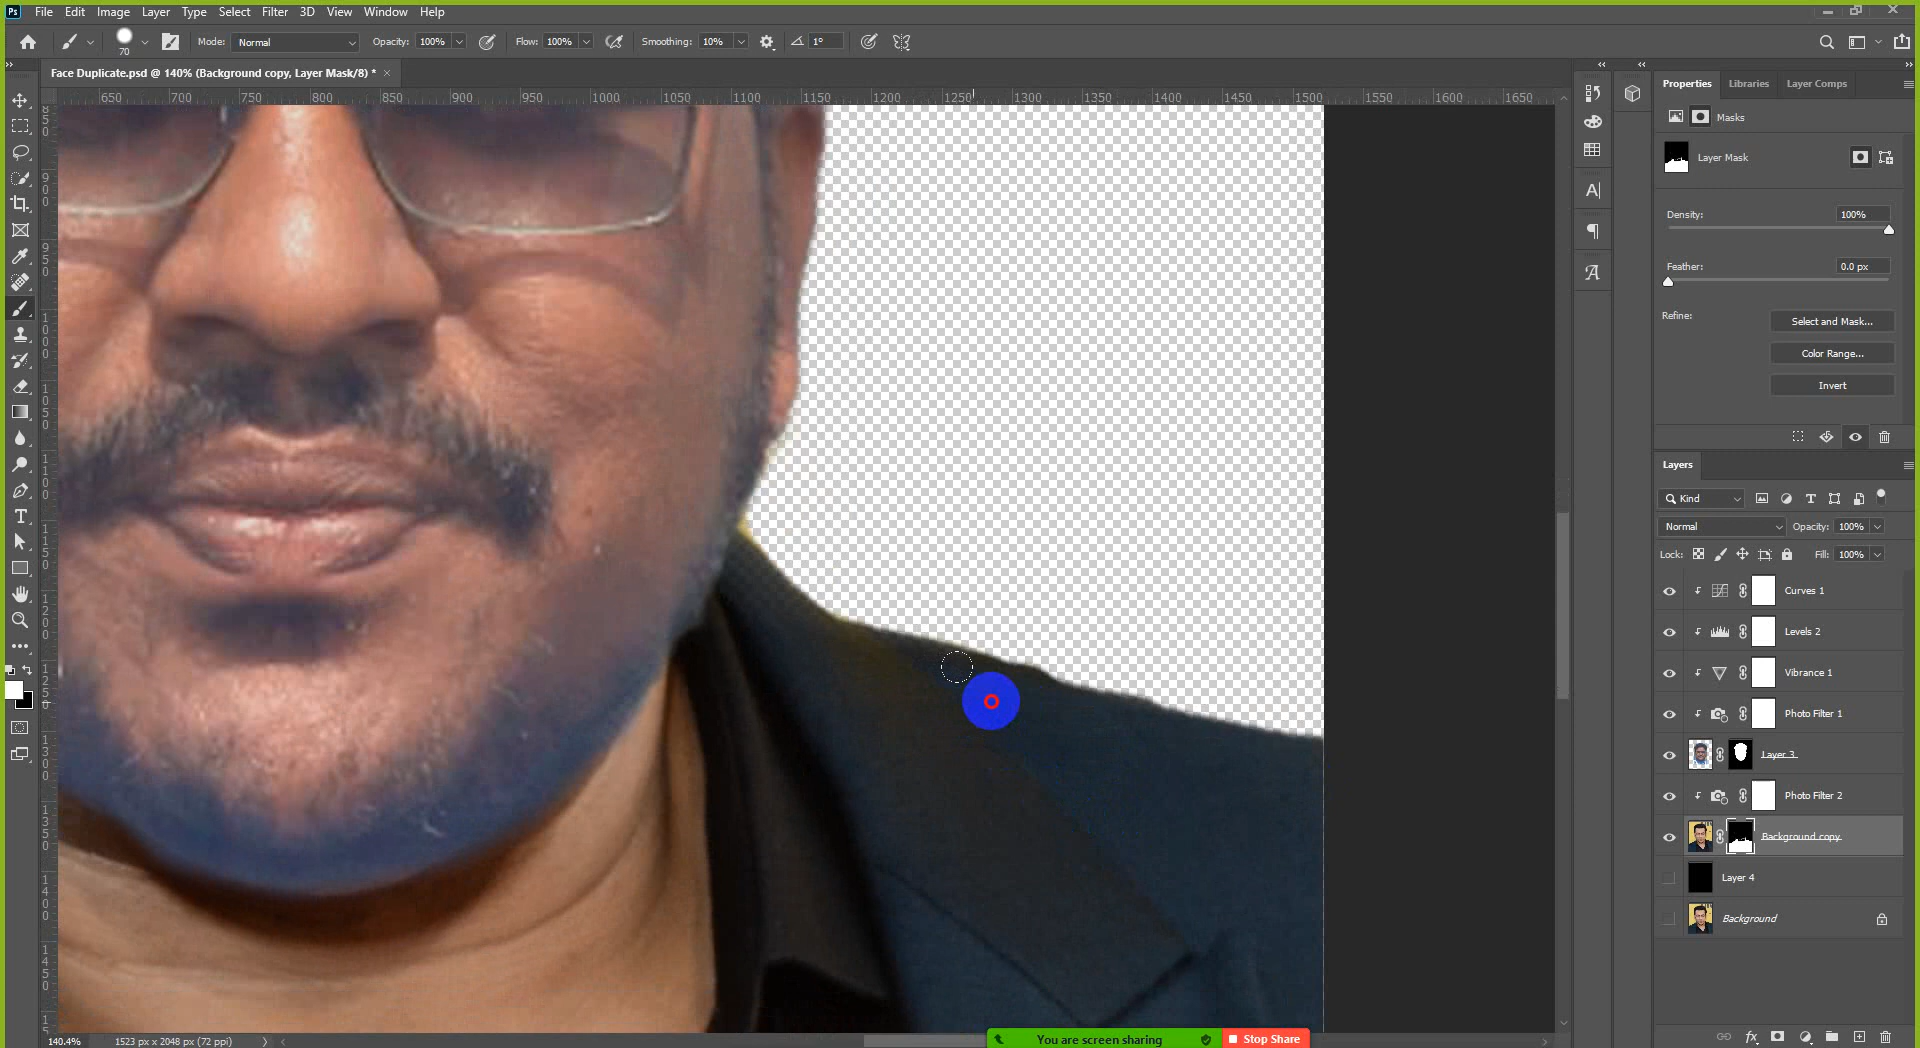 Ps File Edit Image Layer Type Select Filter 3D View Window Help
70 Mode: Normal Opacity: 100% Flow: 100% Smoothing: 10% 1°
Face Duplicate.psd @ 140% (Background copy, Layer Mask/8) * ×
650 700 750 800 850 900 950 1000 1050 1100 1150 1200 1250 1300 1350 1400 1450 1500 1550 1600 1650
Properties Libraries Layer Comps
Masks
Layer Mask
Density: 100%
Feather: 0.0 px
Refine: Select and Mask...
Color Range...
Invert
Layers
Kind
Normal Opacity: 100%
Lock: Fill: 100%
Curves 1
Levels 2
Vibrance 1
Photo Filter 1
Layer 3
Photo Filter 2
Background copy
Layer 4
Background
140.4% 1523 px x 2048 px (72 ppi)
You are screen sharing Stop Share